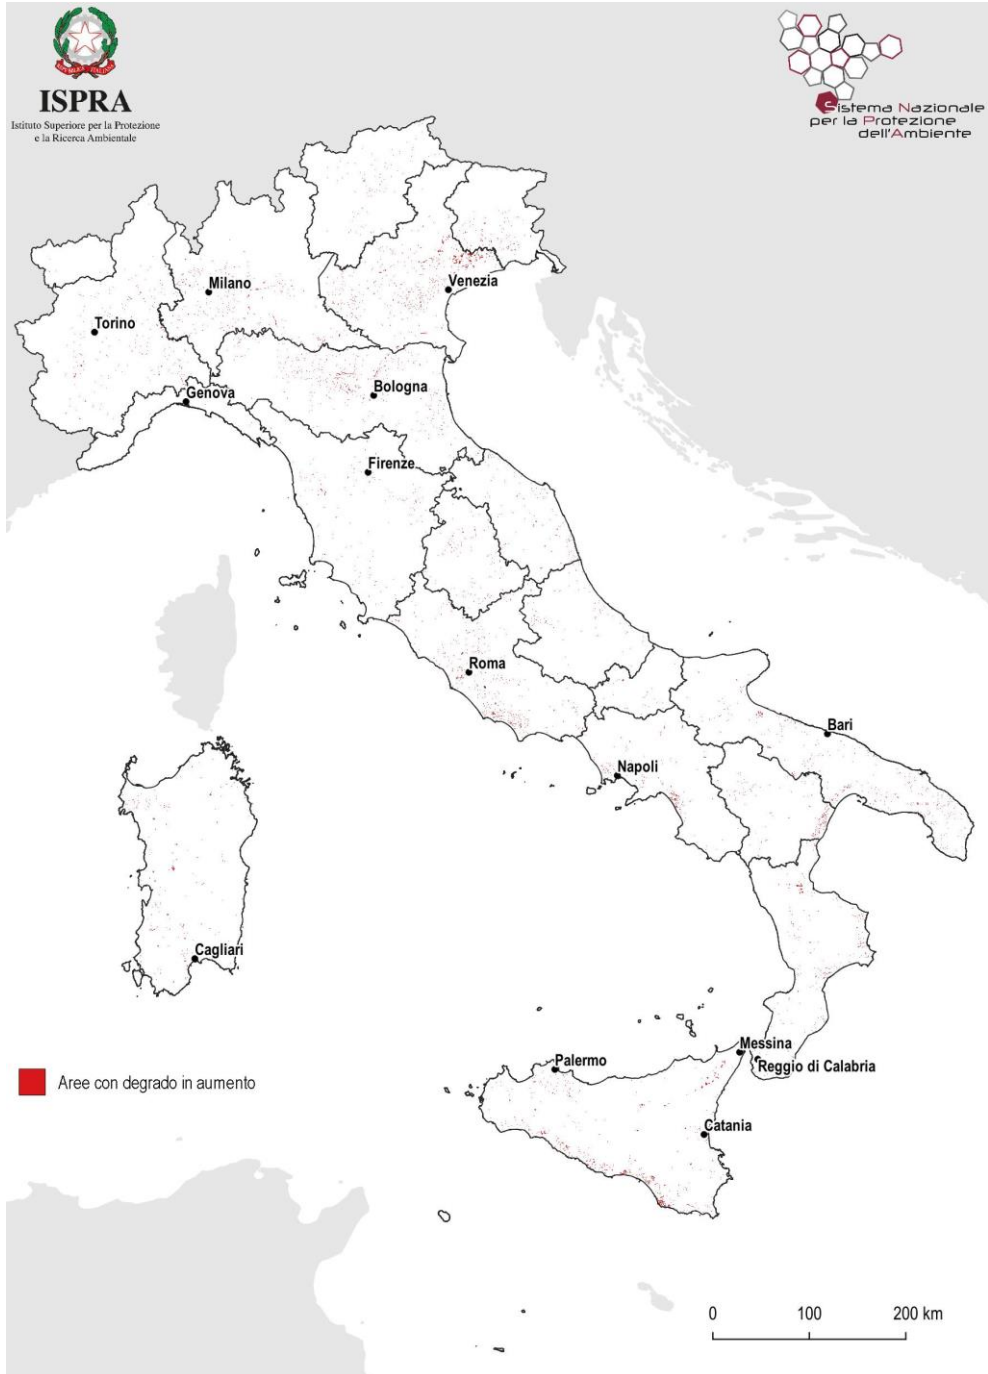 ISPRA
Istituto Superiore per la Protezione
e la Ricerca Ambientale
Sistema Nazionale
per la Protezione
dell'Ambiente
Milano
Venezia
Torino
Bologna
Genova
Firenze
Roma
Bari
Napoli
Cagliari
Messina
Palermo
Reggio di Calabria
Aree con degrado in aumento
Catania
0 100 200 km